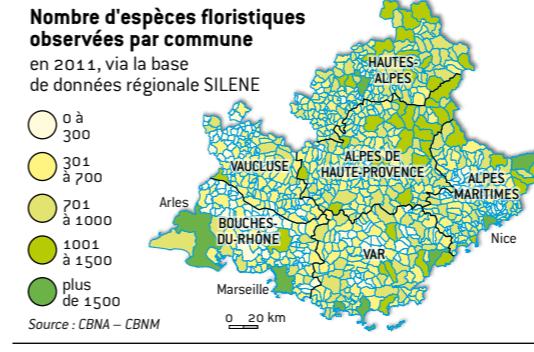 Nombre d'espèces floristiques
observées par commune
en 2011, via la base
de données régionale SILENE
0 à
300
301
à 700
701
à 1000
1001
à 1500
plus
de 1500
Source : CBNA – CBNM
HAUTES-
ALPES
VAUCLUSE
ALPES DE
HAUTE-PROVENCE
ALPES
MARITIMES
Arles
BOUCHES-
DU-RHÔNE
VAR
Nice
Marseille
0 20 km